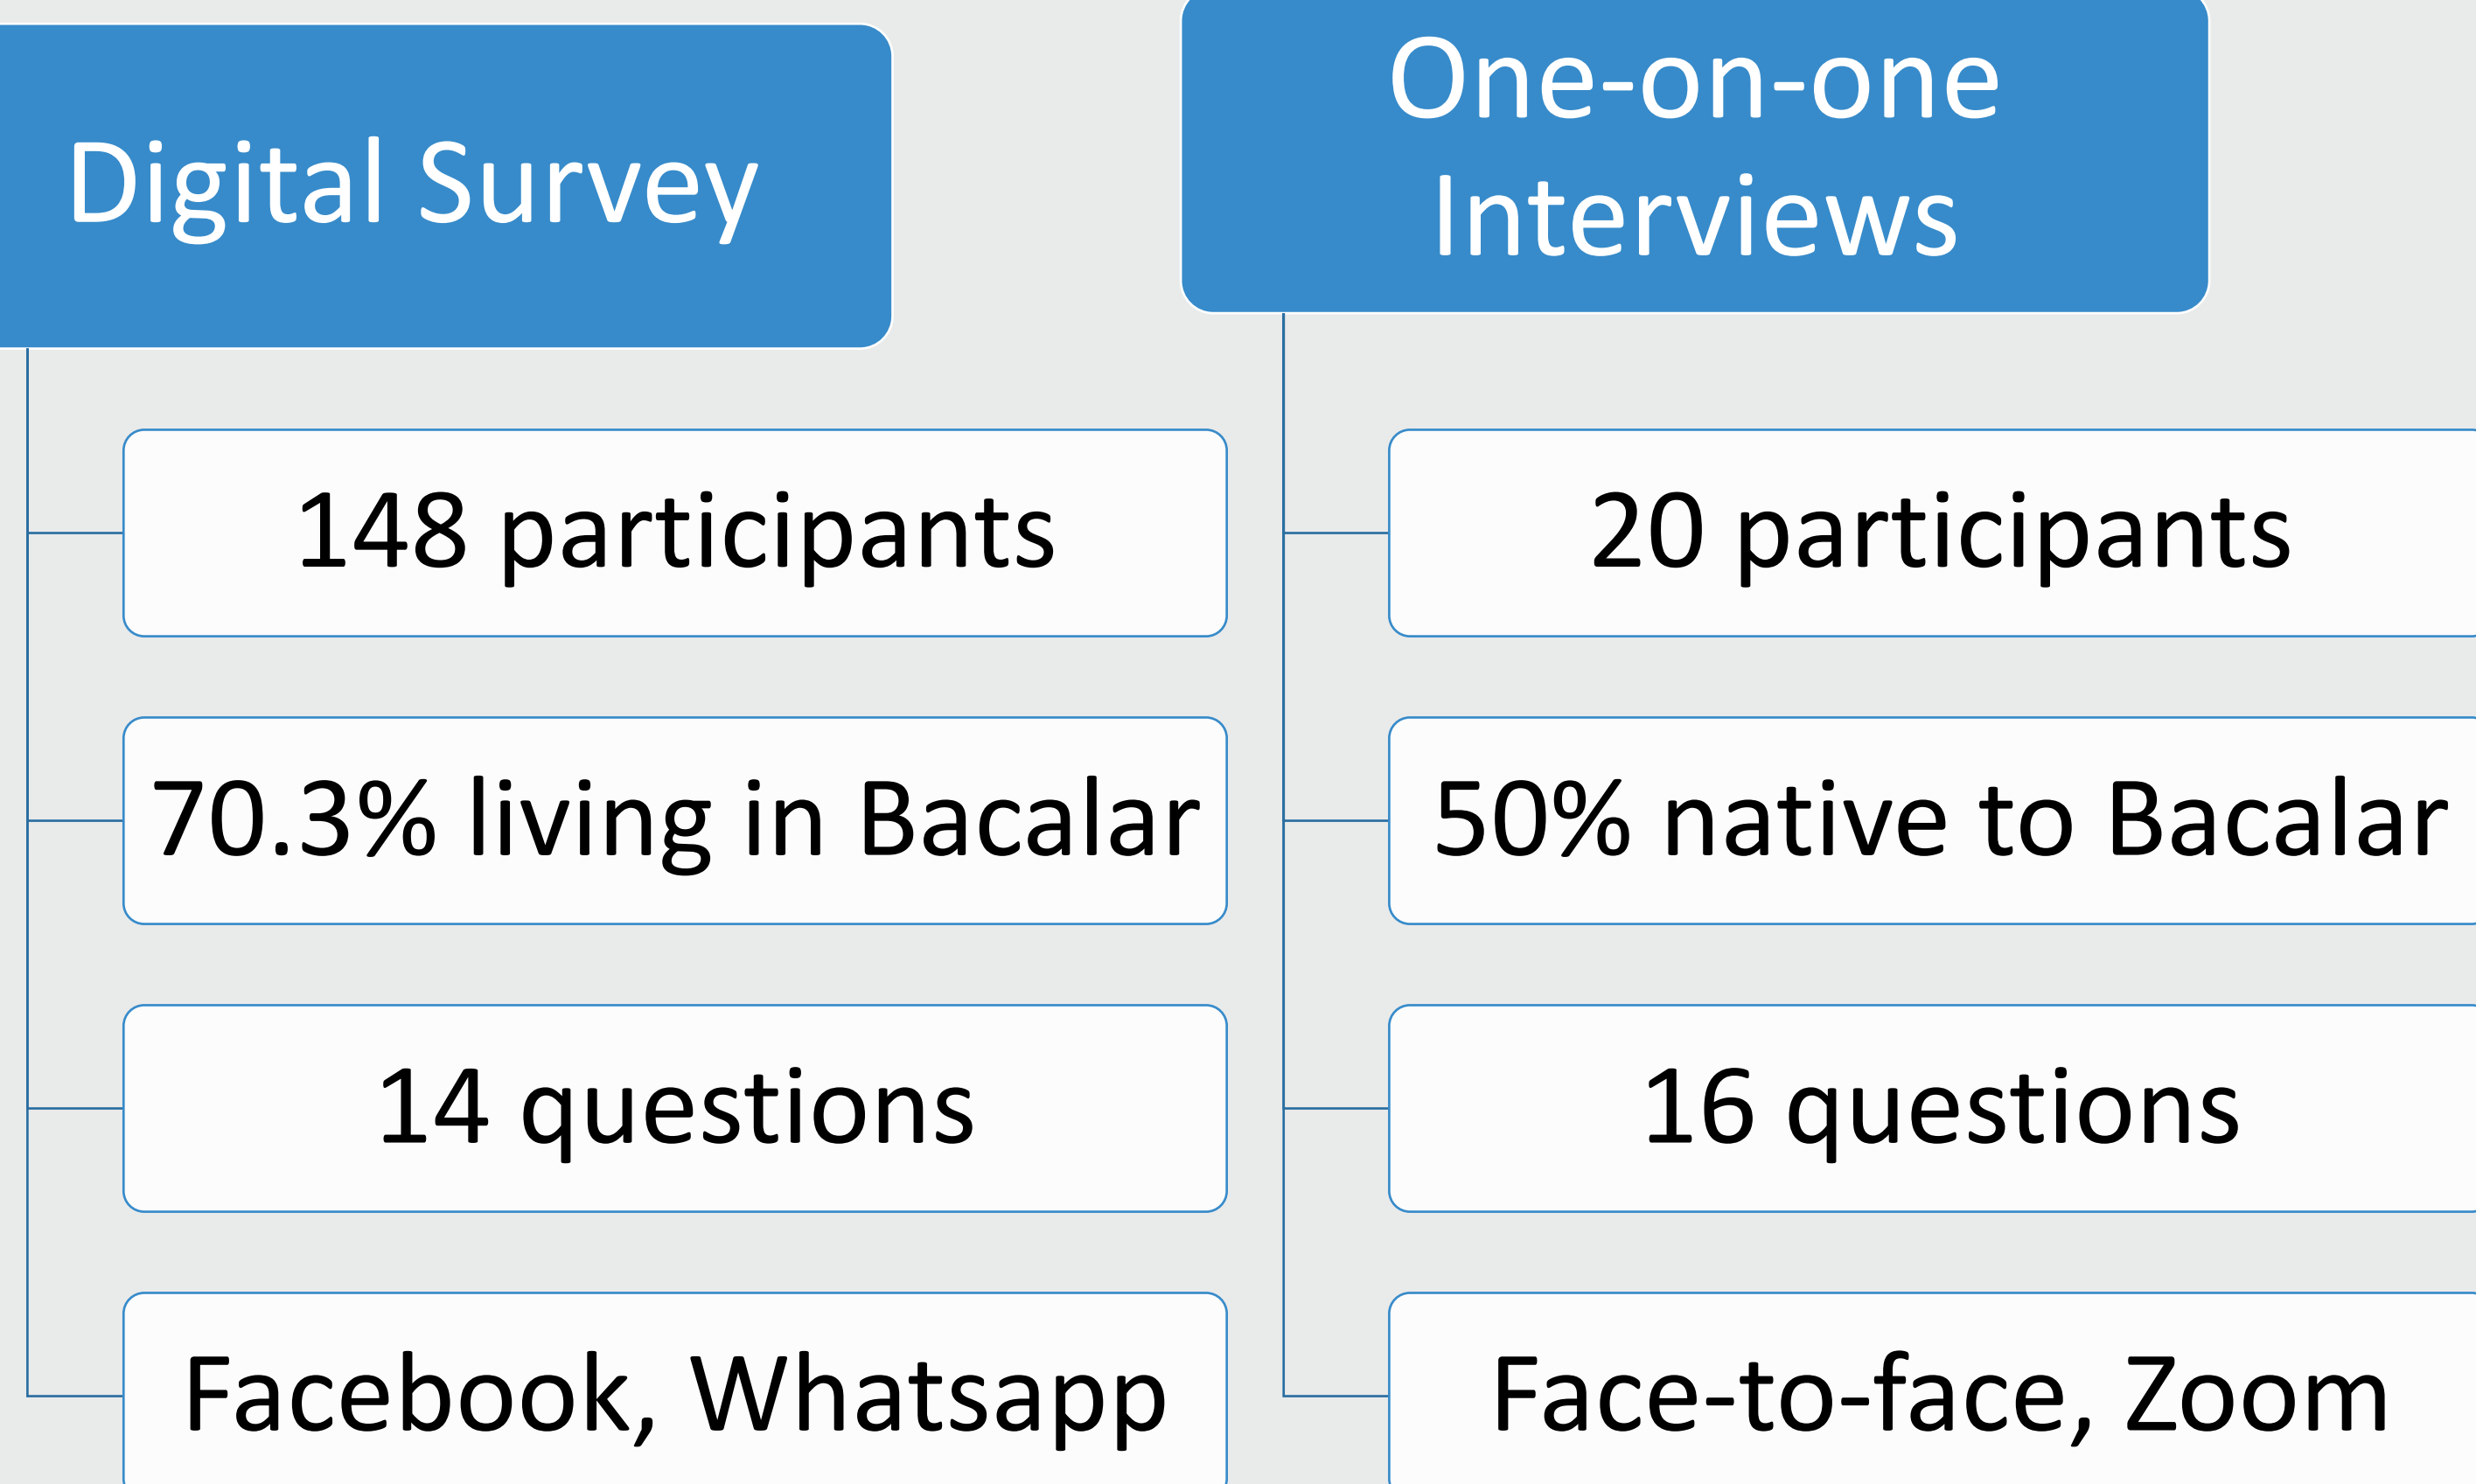 Digital Survey
148 participants
70.3% living in Bacalar
14 questions
Facebook, Whatsapp
One-on-one
Interviews
20 participants
50% native to Bacalar
16 questions
Face-to-face, Zoom